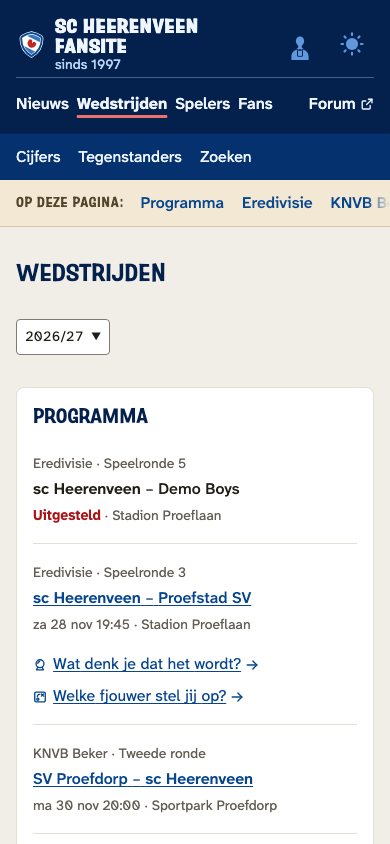 SC HEERENVEEN
FANSITE
sinds 1997
Nieuws Wedstrijden Spelers Fans Forum
Cijfers Tegenstanders Zoeken
OP DEZE PAGINA: Programma Eredivisie KNVB B
WEDSTRIJDEN
2026/27 ▼
PROGRAMMA
Eredivisie · Speelronde 5
sc Heerenveen – Demo Boys
Uitgesteld · Stadion Proeflaan
Eredivisie · Speelronde 3
sc Heerenveen – Proefstad SV
za 28 nov 19:45 · Stadion Proeflaan
Wat denk je dat het wordt? →
Welke fjouwer stel jij op? →
KNVB Beker · Tweede ronde
SV Proefdorp – sc Heerenveen
ma 30 nov 20:00 · Sportpark Proefdorp